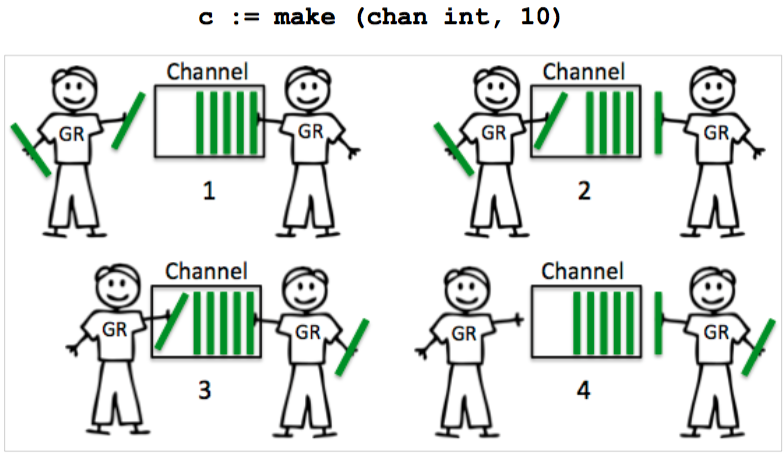 c := make (chan int, 10)
Channel
GR
GR
1
Channel
GR
GR
2
Channel
GR
GR
3
Channel
GR
GR
4